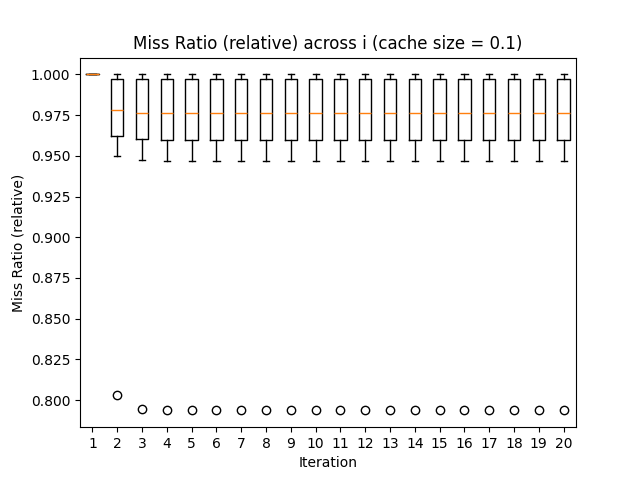 Miss Ratio (relative) across i (cache size = 0.1)
Miss Ratio (relative)
1.000
0.975
0.950
0.925
0.900
0.875
0.850
0.825
0.800
1 2 3 4 5 6 7 8 9 10 11 12 13 14 15 16 17 18 19 20
Iteration